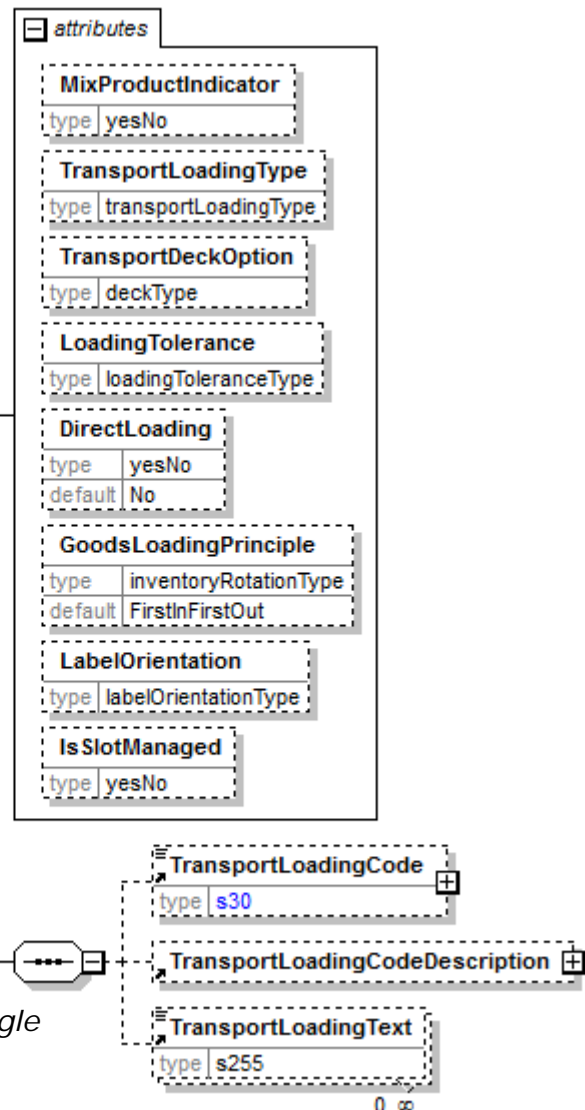 attributes
MixProductIndicator
type yesNo
TransportLoadingType
type transportLoadingType
TransportDeckOption
type deckType
LoadingTolerance
type loadingToleranceType
DirectLoading
type yesNo
default No
GoodsLoadingPrinciple
type inventoryRotationType
default FirstInFirstOut
LabelOrientation
type labelOrientationType
IsSlotManaged
type yesNo
TransportLoadingCode
type s30
TransportLoadingCodeDescription
gle
TransportLoadingText
type s255
0..∞